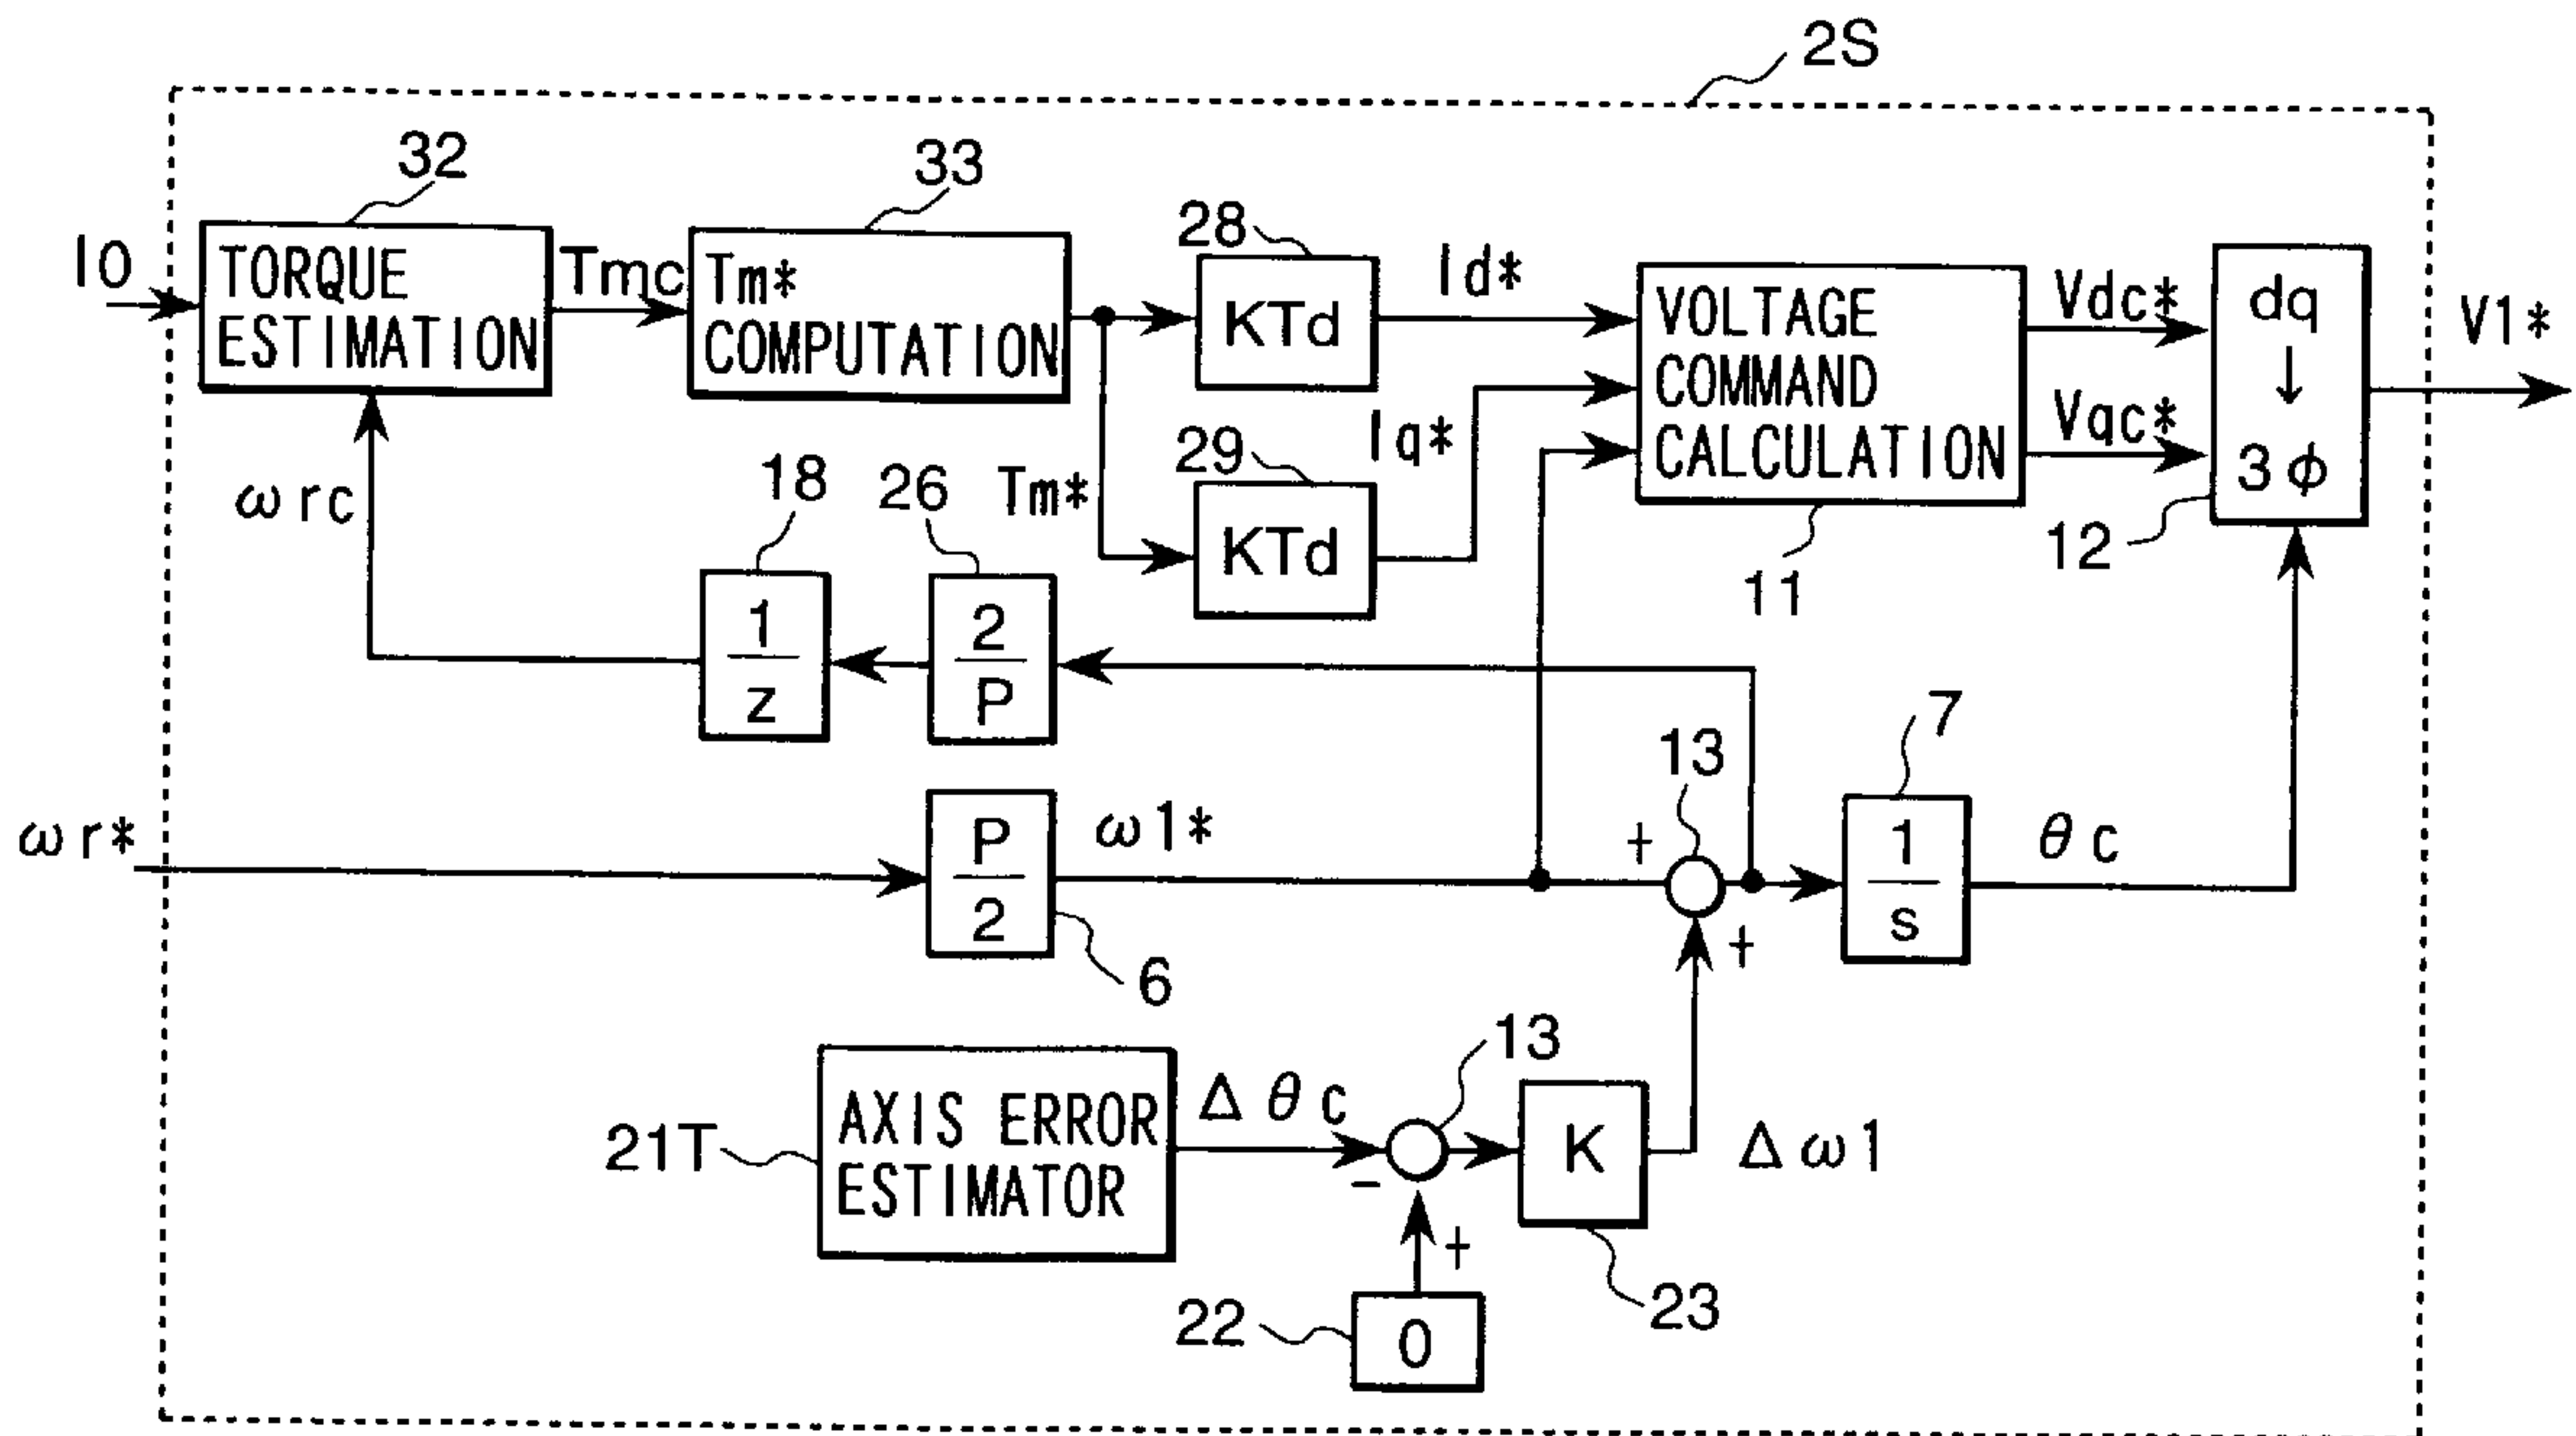 2S
32
33
I0
TORQUE
ESTIMATION
Tmc
Tm*
COMPUTATION
28
KTd
Id*
VOLTAGE
COMMAND
CALCULATION
Vdc*
Vqc*
dq
↓
3φ
V1*
ωrc
18
26
Tm*
29
KTd
Iq*
11
12
1
z
2
P
ωr*
P
2
6
ω1*
+
13
+
7
1
s
θc
21T
AXIS ERROR
ESTIMATOR
Δθc
13
-
+
K
Δω1
23
22
0